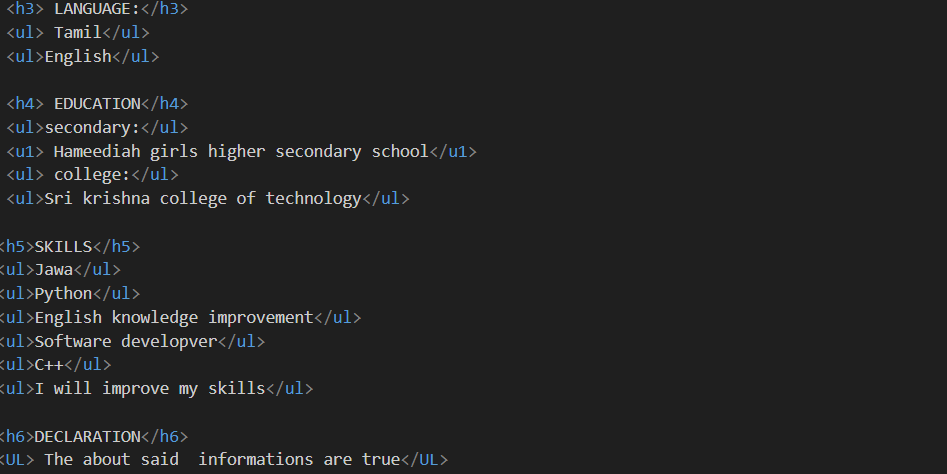 <h3> LANGUAGE:</h3>
<ul> Tamil</ul>
<ul>English</ul>
<h4> EDUCATION</h4>
<ul>secondary:</ul>
<u1> Hameediah girls higher secondary school</u1>
<ul> college:</ul>
<ul>Sri krishna college of technology</ul>
<h5>SKILLS</h5>
<ul>Jawa</ul>
<ul>Python</ul>
<ul>English knowledge improvement</ul>
<ul>Software developver</ul>
<ul>C++</ul>
<ul>I will improve my skills</ul>
<h6>DECLARATION</h6>
<UL> The about said  informations are true</UL>